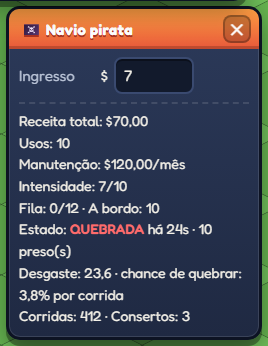 Navio pirata
Ingresso $ 7
Receita total: $70,00
Usos: 10
Manutenção: $120,00/mês
Intensidade: 7/10
Fila: 0/12 · A bordo: 10
Estado: QUEBRADA há 24s · 10
preso(s)
Desgaste: 23,6 · chance de quebrar:
3,8% por corrida
Corridas: 412 · Consertos: 3